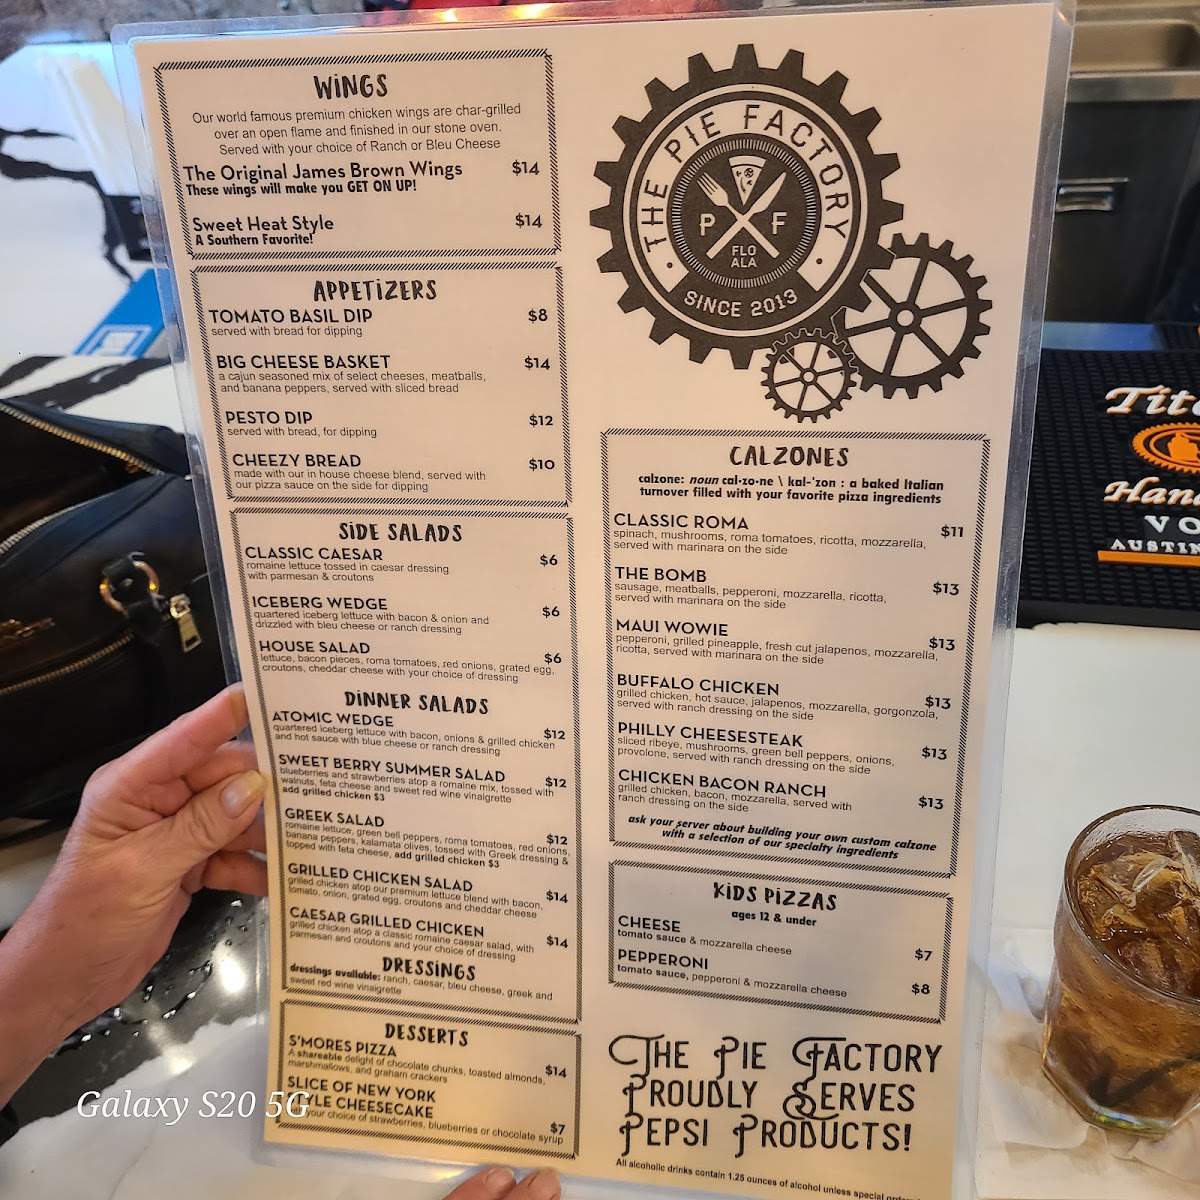 WINGS
Our world famous premium chicken wings are char-grilled
over an open flame and finished in our stone oven.
Served with your choice of Ranch or Bleu Cheese
The Original James Brown Wings $14
These wings will make you GET ON UP!
Sweet Heat Style $14
A Southern Favorite!
APPETIZERS
TOMATO BASIL DIP $8
served with bread for dipping
BIG CHEESE BASKET $14
a cajun seasoned mix of select cheeses, meatballs,
and banana peppers, served with sliced bread
PESTO DIP $12
served with bread, for dipping
CHEEZY BREAD $10
made with our in house cheese blend, served with
our pizza sauce on the side for dipping
SIDE SALADS
CLASSIC CAESAR $6
romaine lettuce tossed in caesar dressing
with parmesan & croutons
ICEBERG WEDGE $6
quartered iceberg lettuce with bacon & onion and
drizzled with bleu cheese or ranch dressing
HOUSE SALAD $6
lettuce, bacon pieces, roma tomatoes, red onions, grated egg,
croutons, cheddar cheese with your choice of dressing
DINNER SALADS
ATOMIC WEDGE $12
quartered iceberg lettuce with bacon, onions & grilled chicken
and hot sauce with blue cheese or ranch dressing
SWEET BERRY SUMMER SALAD $12
blueberries and strawberries atop a romaine mix, tossed with
walnuts, feta cheese and sweet red wine vinaigrette
add grilled chicken $3
GREEK SALAD $12
romaine lettuce, green bell peppers, roma tomatoes, red onions,
banana peppers, kalamata olives, tossed with Greek dressing &
topped with feta cheese, add grilled chicken $3
GRILLED CHICKEN SALAD $14
grilled chicken atop our premium lettuce blend with bacon,
tomato, onion, grated egg, croutons and cheddar cheese
CAESAR GRILLED CHICKEN $14
grilled chicken atop a classic romaine caesar salad, with
parmesan and croutons and your choice of dressing
DRESSINGS
dressings available: ranch, caesar, bleu cheese, greek and
sweet red wine vinaigrette
DESSERTS
S'MORES PIZZA $14
A shareable delight of chocolate chunks, toasted almonds,
marshmallows, and graham crackers
SLICE OF NEW YORK
STYLE CHEESECAKE $7
your choice of strawberries, blueberries or chocolate syrup
THE PIE FACTORY
P F
FLO
ALA
SINCE 2013
CALZONES
calzone: noun cal·zo·ne \ kal-'zon : a baked Italian
turnover filled with your favorite pizza ingredients
CLASSIC ROMA $11
spinach, mushrooms, roma tomatoes, ricotta, mozzarella,
served with marinara on the side
THE BOMB $13
sausage, meatballs, pepperoni, mozzarella, ricotta,
served with marinara on the side
MAUI WOWIE $13
pepperoni, grilled pineapple, fresh cut jalapenos, mozzarella,
ricotta, served with marinara on the side
BUFFALO CHICKEN $13
grilled chicken, hot sauce, jalapenos, mozzarella, gorgonzola,
served with ranch dressing on the side
PHILLY CHEESESTEAK $13
sliced ribeye, mushrooms, green bell peppers, onions,
provolone, served with ranch dressing on the side
CHICKEN BACON RANCH $13
grilled chicken, bacon, mozzarella, served with
ranch dressing on the side
ask your server about building your own custom calzone
with a selection of our specialty ingredients
KIDS PIZZAS
ages 12 & under
CHEESE $7
tomato sauce & mozzarella cheese
PEPPERONI $8
tomato sauce, pepperoni & mozzarella cheese
THE PIE FACTORY
PROUDLY SERVES
PEPSI PRODUCTS!
All alcoholic drinks contain 1.25 ounces of alcohol unless special
Tito
Han
VO
AUSTIN
Galaxy S20 5G